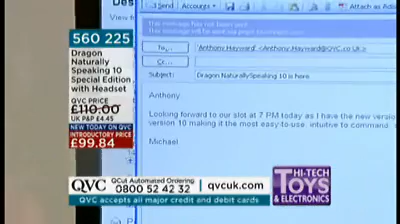 Des
View f
Send
Accounts
Attach as Ad
This message has not been sent.
560 225
Dragon
Naturally
Speaking 10
Special Edition
with Headset
QVC PRICE
£110.00
UK P&P £4.45
NEW TODAY ON QVC
INTRODUCTORY PRICE
£99.84
To...
'Anthony Hayward' <Anthony.Hayward@QVC.co.uk>
Cc...
Subject:
Dragon NaturallySpeaking 10 is here
Anthony
Looking forward to our slot at 7 PM today as I have the new versio
version 10 making it the most easy-to-use, intuitive to command
Michael
HI-TECH
TOYS
& ELECTRONICS
QVC
QCut Automated Ordering
0800 52 42 32
qvcuk.com
QVC accepts all major credit and debit cards